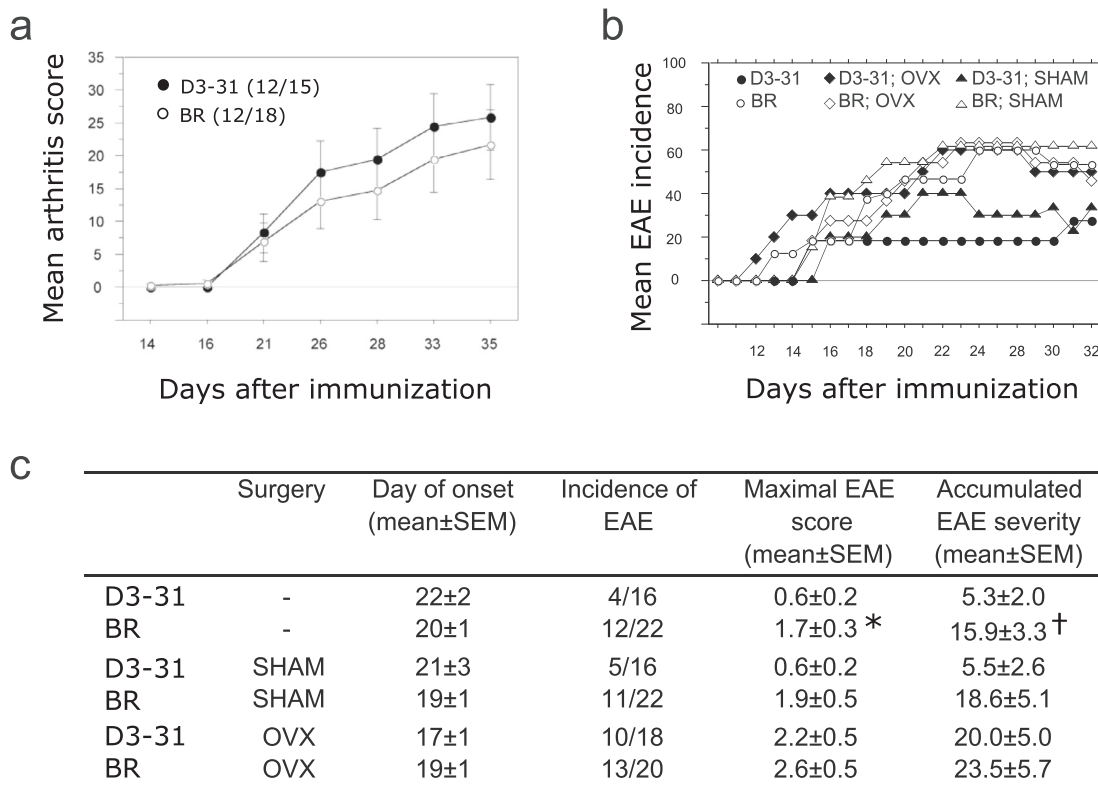 a
Mean arthritis score
35
30
25
20
15
10
5
0
D3-31 (12/15)
BR (12/18)
14 16 21 26 28 33 35
Days after immunization
b
Mean EAE incidence
100
80
60
40
20
0
D3-31 D3-31; OVX D3-31; SHAM
BR BR; OVX BR; SHAM
12 14 16 18 20 22 24 28 30 32
Days after immunization
c
Surgery Day of onset Incidence of Maximal EAE Accumulated
(mean±SEM) EAE score EAE severity
(mean±SEM) (mean±SEM)
D3-31 - 22±2 4/16 0.6±0.2 5.3±2.0
BR - 20±1 12/22 1.7±0.3 * 15.9±3.3 †
D3-31 SHAM 21±3 5/16 0.6±0.2 5.5±2.6
BR SHAM 19±1 11/22 1.9±0.5 18.6±5.1
D3-31 OVX 17±1 10/18 2.2±0.5 20.0±5.0
BR OVX 19±1 13/20 2.6±0.5 23.5±5.7